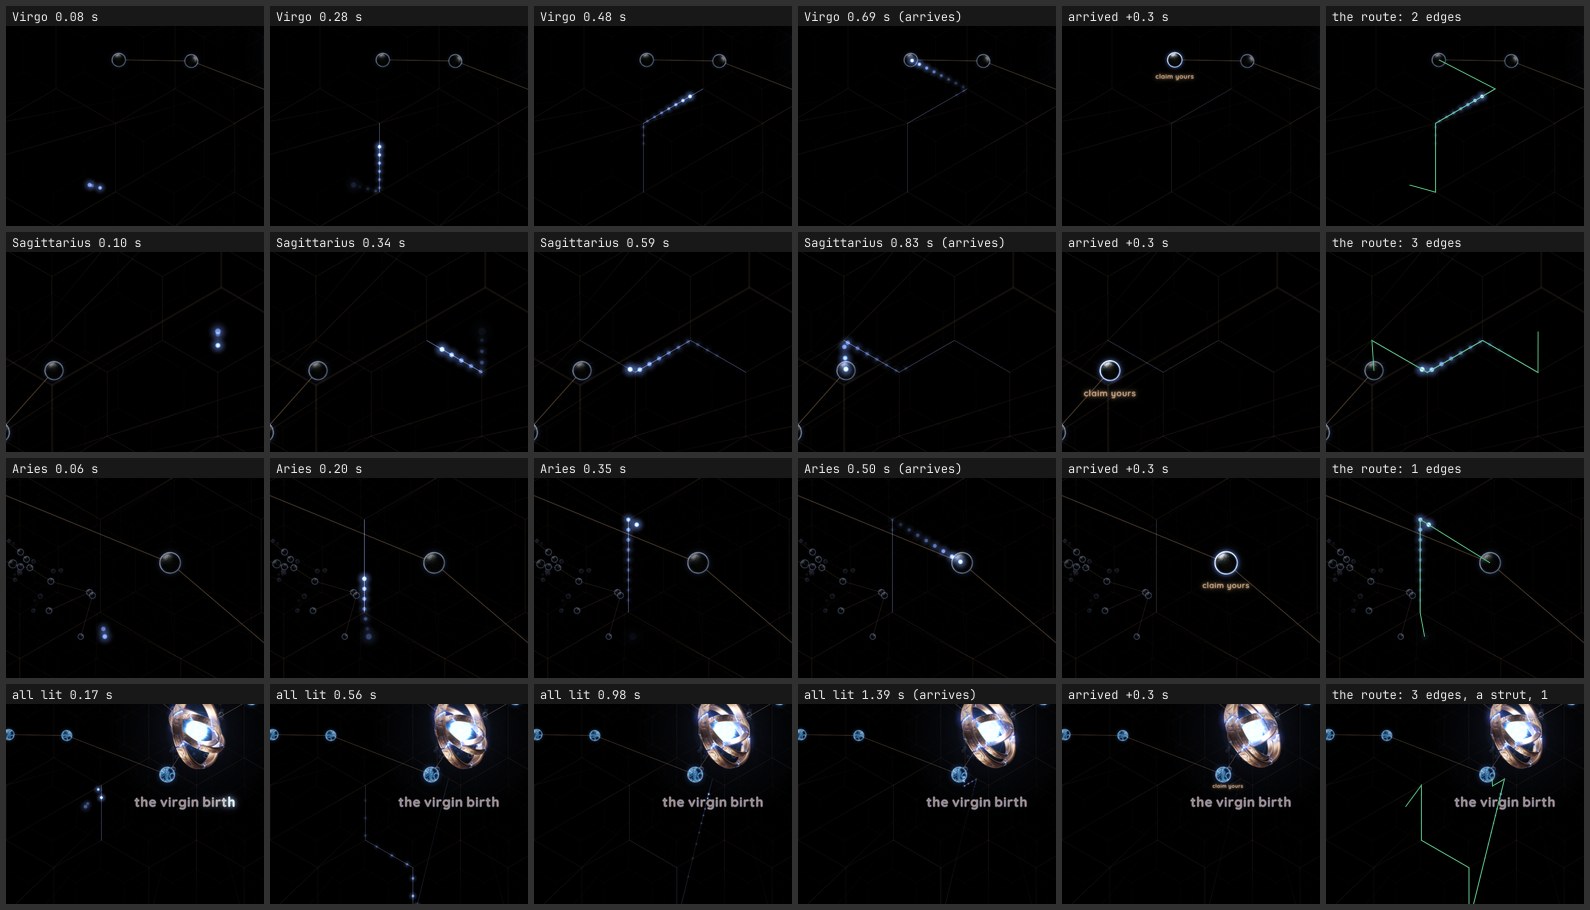 Virgo 0.08 s
Virgo 0.28 s
Virgo 0.48 s
Virgo 0.69 s (arrives)
arrived +0.3 s
the route: 2 edges
claim yours
Sagittarius 0.10 s
Sagittarius 0.34 s
Sagittarius 0.59 s
Sagittarius 0.83 s (arrives)
arrived +0.3 s
the route: 3 edges
claim yours
Aries 0.06 s
Aries 0.20 s
Aries 0.35 s
Aries 0.50 s (arrives)
arrived +0.3 s
the route: 1 edges
claim yours
all lit 0.17 s
all lit 0.56 s
all lit 0.98 s
all lit 1.39 s (arrives)
arrived +0.3 s
the route: 3 edges, a strut, 1
claim yours
the virgin birth
the virgin birth
the virgin birth
the virgin birth
the virgin birth
the virgin birth